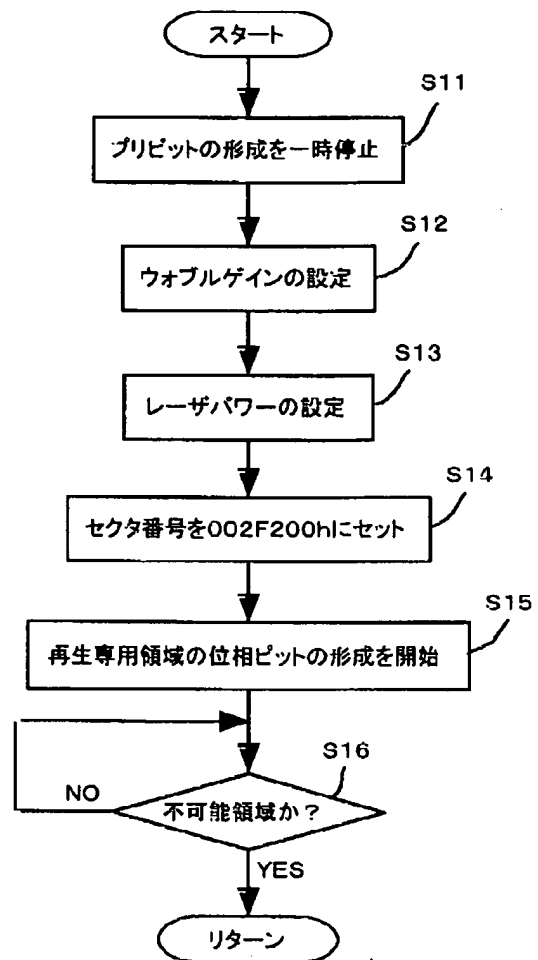 スタート
S11
プリピットの形成を一時停止
S12
ウォブルゲインの設定
S13
レーザパワーの設定
S14
セクタ番号を002F200hにセット
S15
再生専用領域の位相ピットの形成を開始
S16
不可能領域か?
NO
YES
リターン